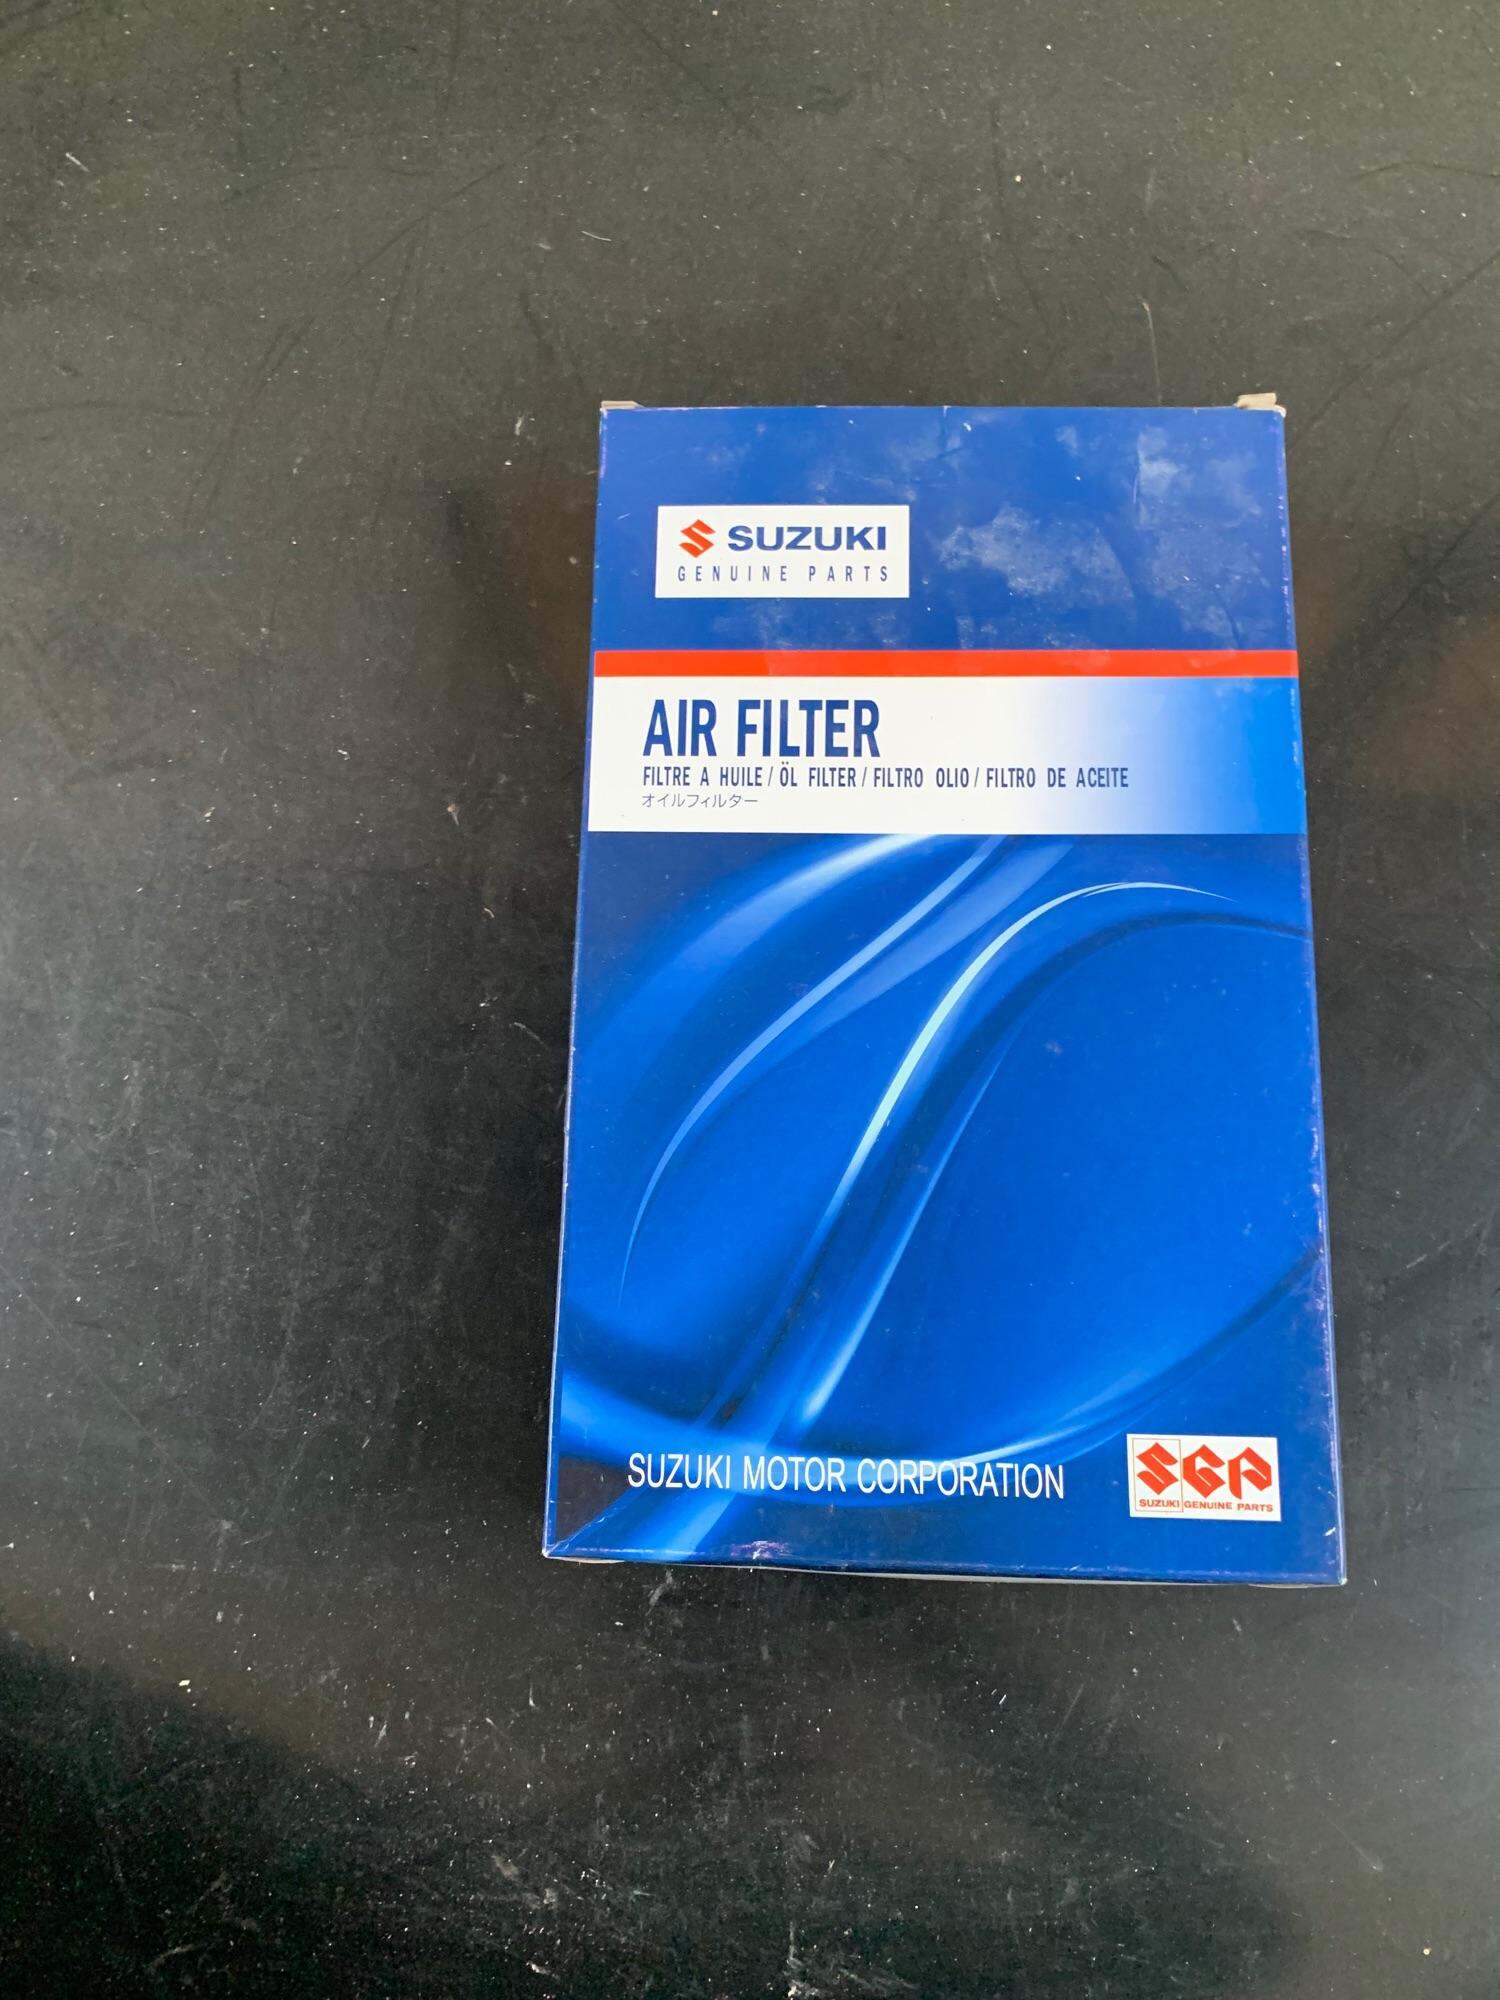 SUZUKI
GENUINE PARTS
AIR FILTER
FILTRE A HUILE / ÖL FILTER / FILTRO OLIO / FILTRO DE ACEITE
オイルフィルター
SUZUKI MOTOR CORPORATION
SGP
SUZUKI GENUINE PARTS